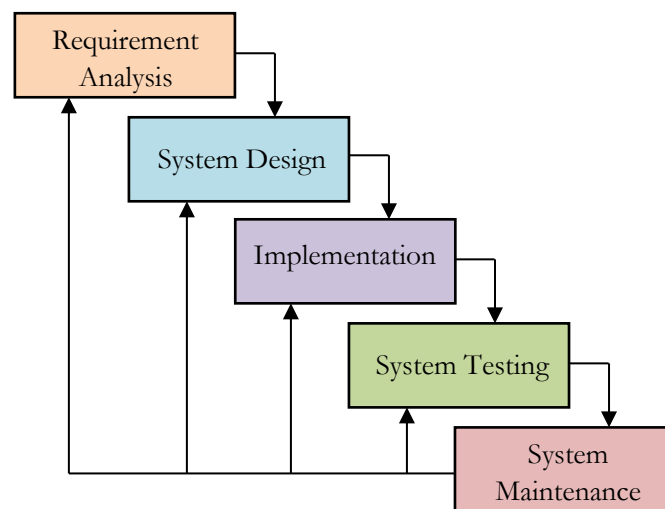 Requirement
Analysis
System Design
Implementation
System Testing
System
Maintenance